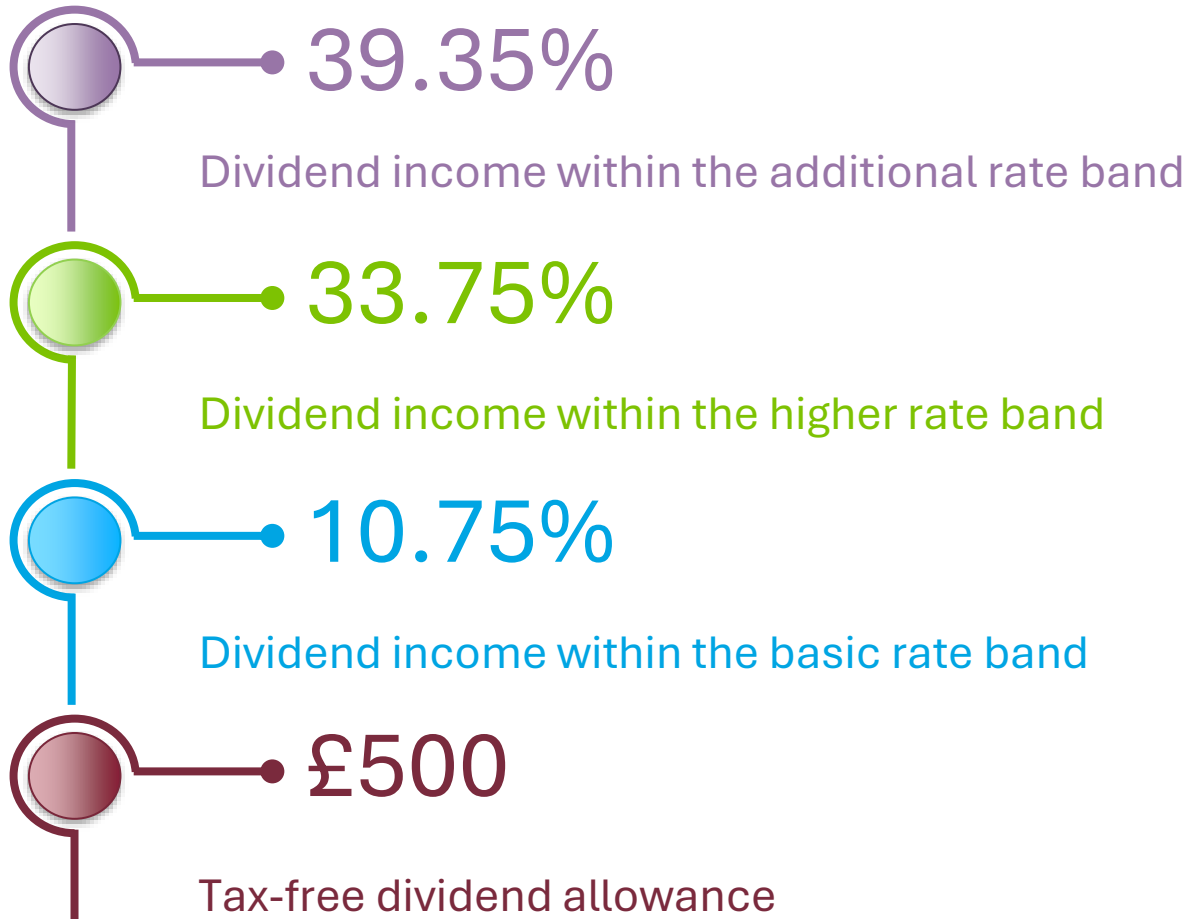 39.35%
Dividend income within the additional rate band
33.75%
Dividend income within the higher rate band
10.75%
Dividend income within the basic rate band
£500
Tax-free dividend allowance